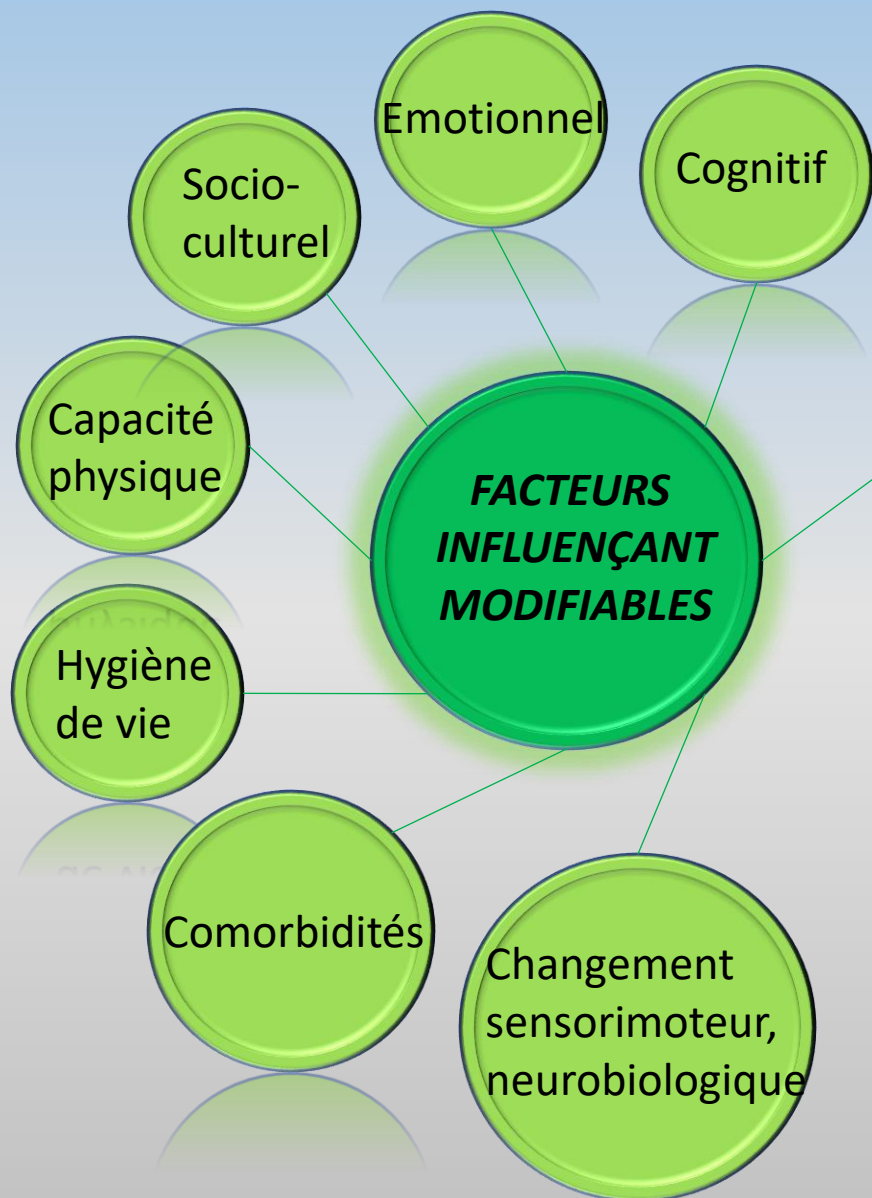 Emotionnel
Cognitif
Socio-
culturel
Capacité
physique
FACTEURS
INFLUENÇANT
MODIFIABLES
Hygiène
de vie
Comorbidités
Changement
sensorimoteur,
neurobiologique